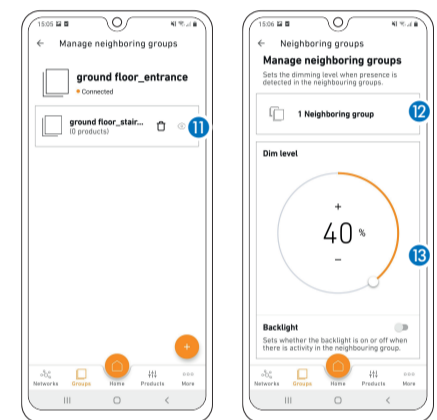 15:05
Manage neighboring groups
ground floor_entrance
Connected
ground floor_stair...
(0 products)
11
+
Networks Groups Home Products More
15:06
Neighboring groups
Manage neighboring groups
Sets the dimming level when presence is
detected in the neighbouring groups.
1 Neighboring group
12
Dim level
+
40 %
−
13
Backlight
Sets whether the backlight is on or off when
there is activity in the neighbouring group.
Networks Groups Home Products More